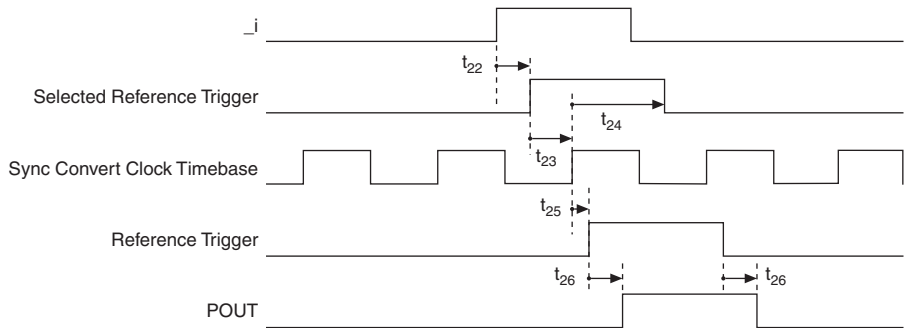 _i
t22
Selected Reference Trigger
t24
t23
Sync Convert Clock Timebase
t25
Reference Trigger
t26 t26
POUT